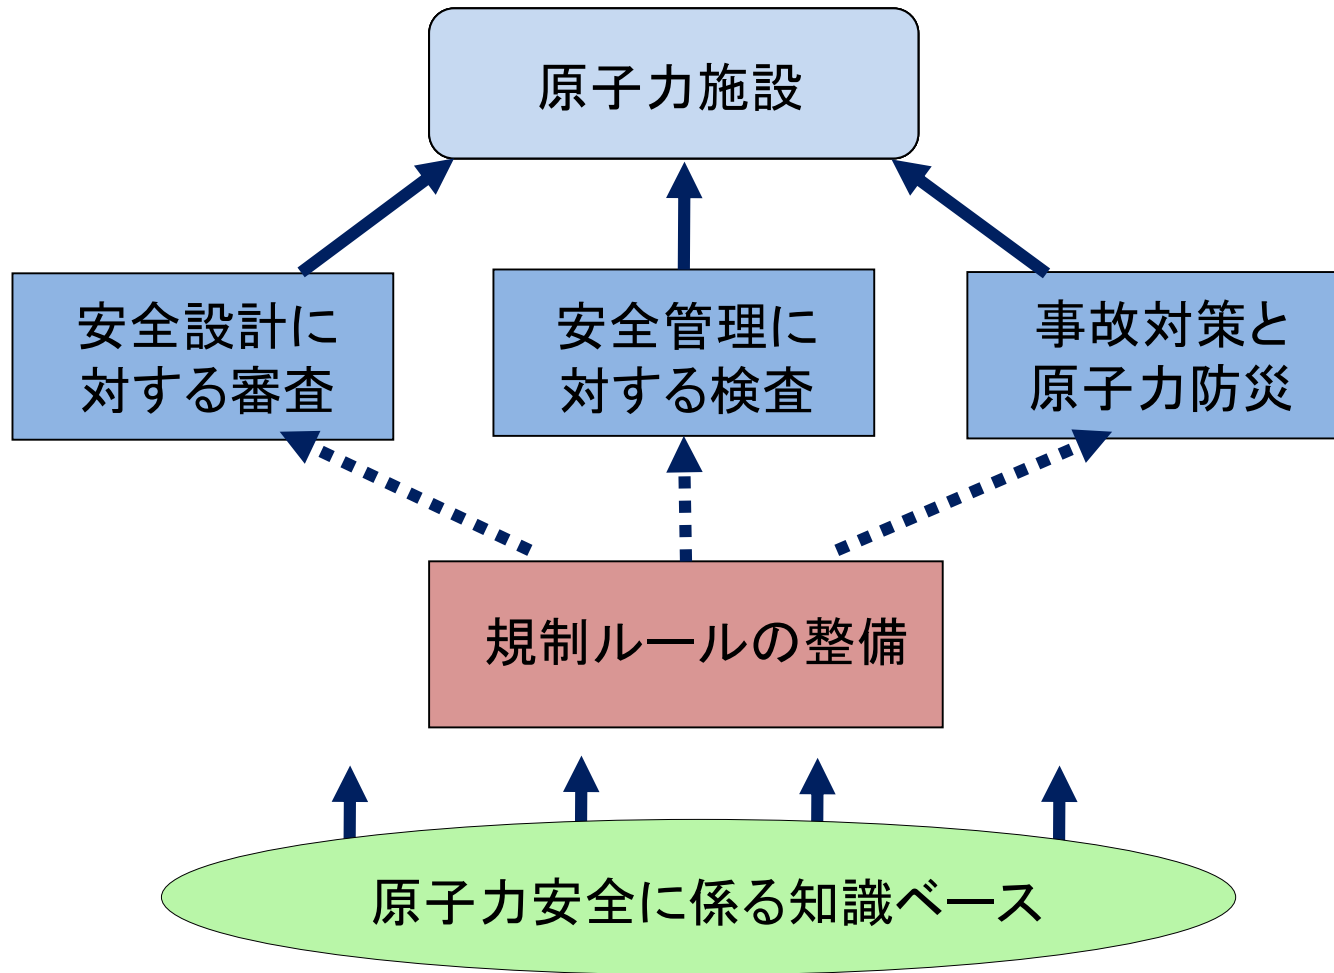 原子力施設
安全設計に
対する審査
安全管理に
対する検査
事故対策と
原子力防災
規制ルールの整備
原子力安全に係る知識ベース